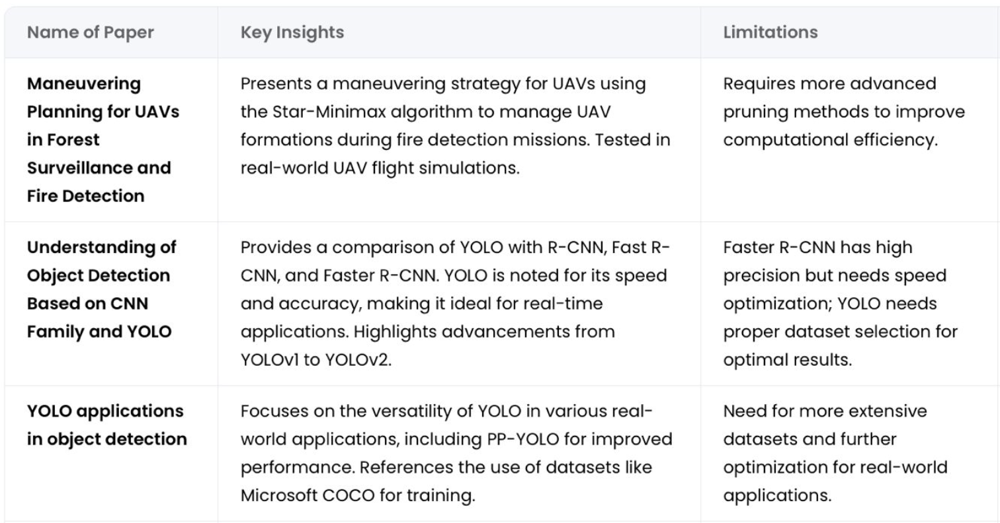 Name of Paper
Key Insights
Limitations
Maneuvering
Planning for UAVs
in Forest
Surveillance and
Fire Detection
Presents a maneuvering strategy for UAVs using
the Star-Minimax algorithm to manage UAV
formations during fire detection missions. Tested in
real-world UAV flight simulations.
Requires more advanced
pruning methods to improve
computational efficiency.
Understanding of
Object Detection
Based on CNN
Family and YOLO
Provides a comparison of YOLO with R-CNN, Fast R-
CNN, and Faster R-CNN. YOLO is noted for its speed
and accuracy, making it ideal for real-time
applications. Highlights advancements from
YOLOv1 to YOLOv2.
Faster R-CNN has high
precision but needs speed
optimization; YOLO needs
proper dataset selection for
optimal results.
YOLO applications
in object detection
Focuses on the versatility of YOLO in various real-
world applications, including PP-YOLO for improved
performance. References the use of datasets like
Microsoft COCO for training.
Need for more extensive
datasets and further
optimization for real-world
applications.